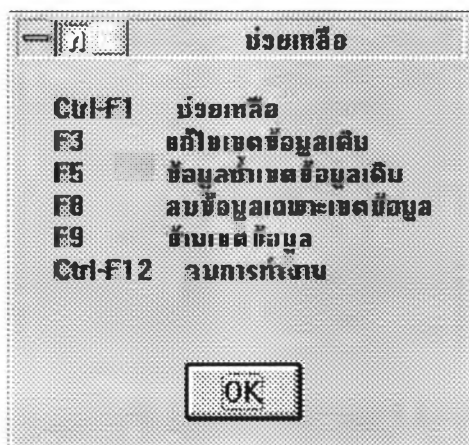 ก ช่วยเหลือ
Ctrl-F1 ช่วยเหลือ
F3 แก้ไขเขตข้อมูลเดิม
F5 ข้อมูลซ้ำเขตข้อมูลเดิม
F8 ลบข้อมูลเฉพาะเขตข้อมูล
F9 ข้ามเขตข้อมูล
Ctrl-F12 จบการทำงาน
OK